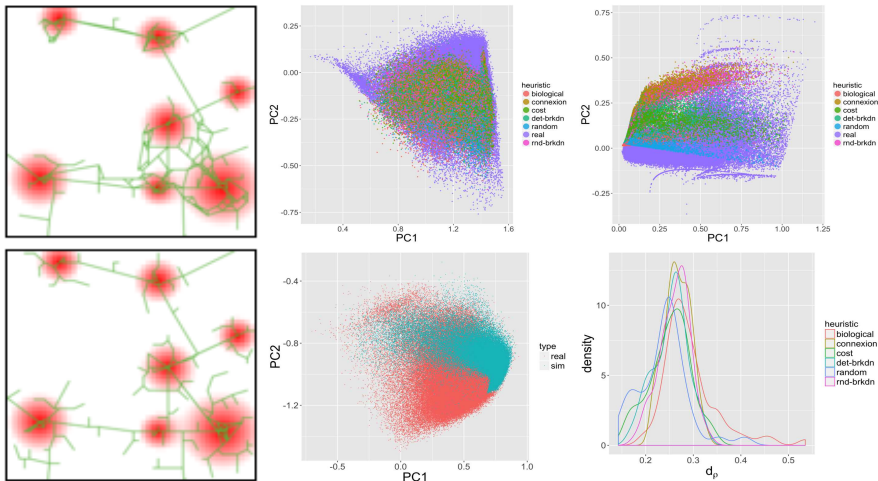 0.25
0.00
-0.25
-0.50
-0.75
PC2
0.4
0.8
1.2
1.6
PC1
heuristic
biological
connexion
cost
det-brkdn
random
real
rnd-brkdn
0.75
0.50
0.25
0.00
-0.25
PC2
0.00
0.25
0.50
0.75
1.00
1.25
PC1
heuristic
biological
connexion
cost
det-brkdn
random
real
rnd-brkdn
-0.4
-0.8
-1.2
PC2
-0.5
0.0
0.5
1.0
PC1
type
real
sim
10
5
0
density
0.2
0.3
0.4
0.5
dρ
heuristic
biological
connexion
cost
det-brkdn
random
rnd-brkdn